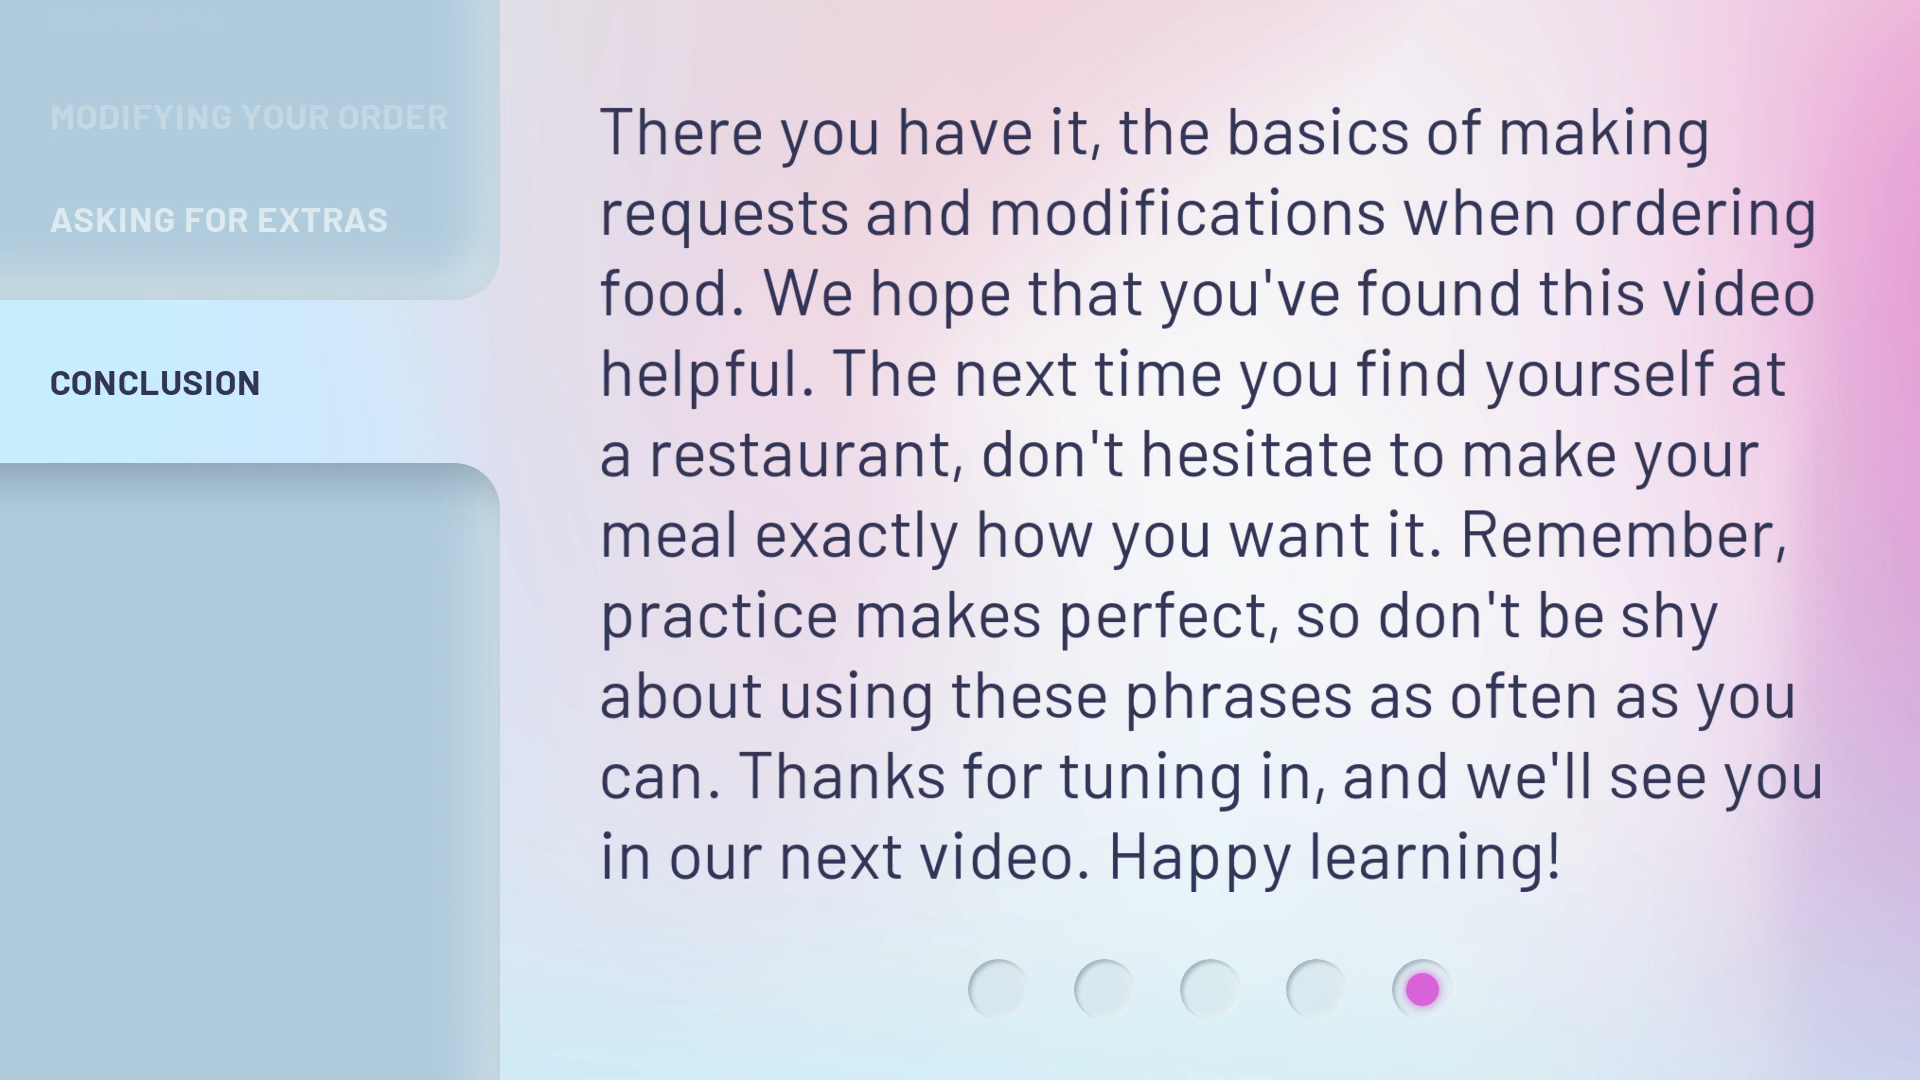 MODIFYING YOUR ORDER
ASKING FOR EXTRAS
CONCLUSION
There you have it, the basics of making
requests and modifications when ordering
food. We hope that you've found this video
helpful. The next time you find yourself at
a restaurant, don't hesitate to make your
meal exactly how you want it. Remember,
practice makes perfect, so don't be shy
about using these phrases as often as you
can. Thanks for tuning in, and we'll see you
in our next video. Happy learning!